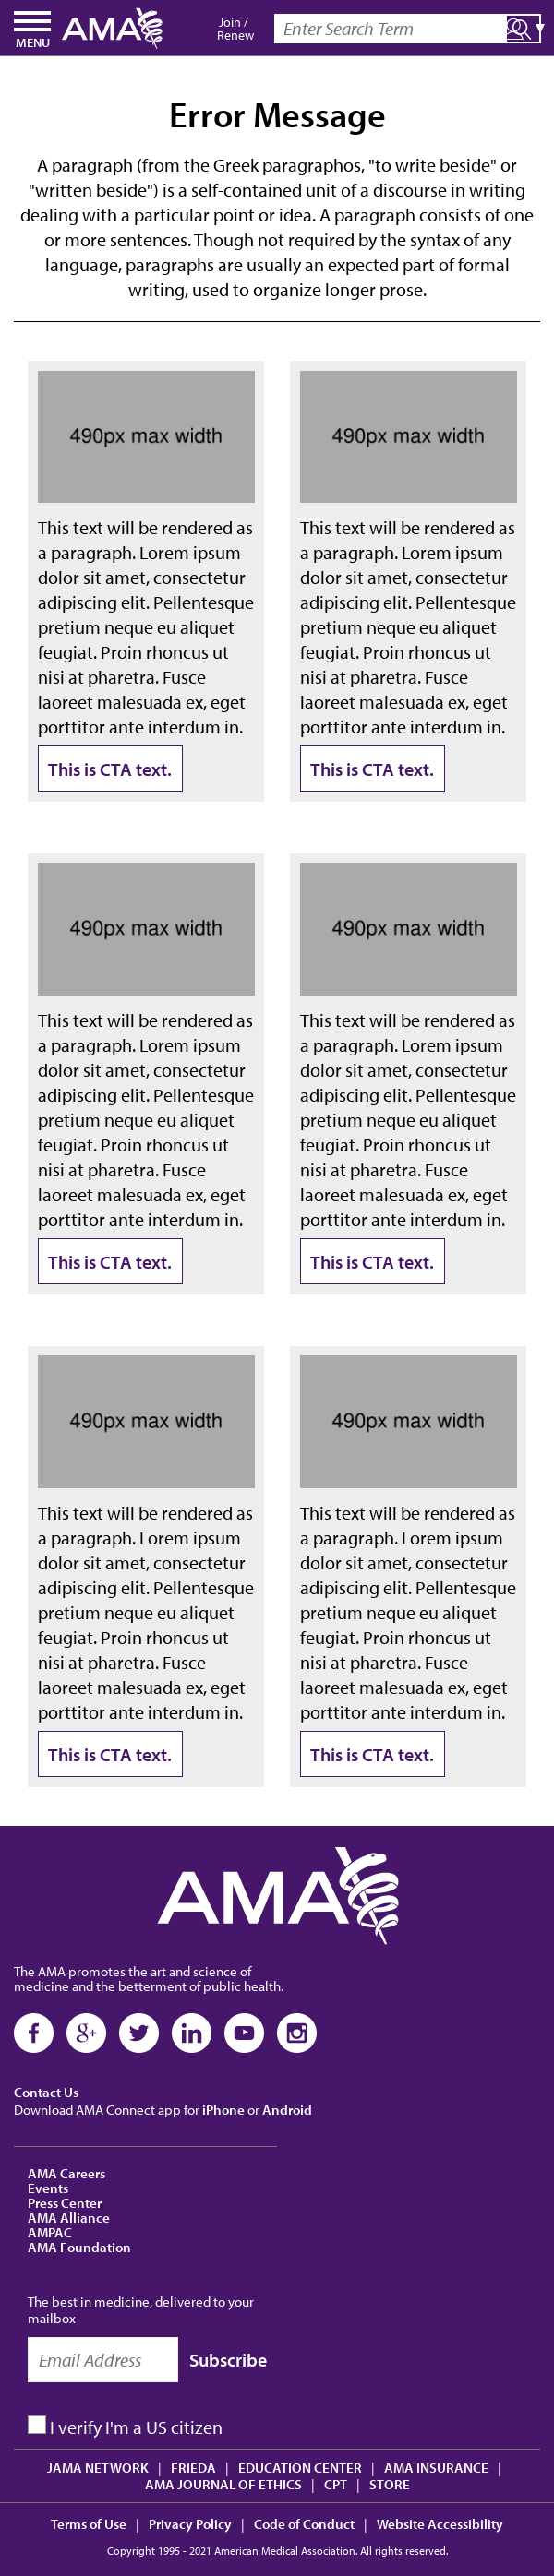 MENU
AMA
Join /
Renew
Enter Search Term
Error Message
A paragraph (from the Greek paragraphos, "to write beside" or
"written beside") is a self-contained unit of a discourse in writing
dealing with a particular point or idea. A paragraph consists of one
or more sentences. Though not required by the syntax of any
language, paragraphs are usually an expected part of formal
writing, used to organize longer prose.
490px max width
This text will be rendered as
a paragraph. Lorem ipsum
dolor sit amet, consectetur
adipiscing elit. Pellentesque
pretium neque eu aliquet
feugiat. Proin rhoncus ut
nisi at pharetra. Fusce
laoreet malesuada ex, eget
porttitor ante interdum in.
This is CTA text.
490px max width
This text will be rendered as
a paragraph. Lorem ipsum
dolor sit amet, consectetur
adipiscing elit. Pellentesque
pretium neque eu aliquet
feugiat. Proin rhoncus ut
nisi at pharetra. Fusce
laoreet malesuada ex, eget
porttitor ante interdum in.
This is CTA text.
490px max width
This text will be rendered as
a paragraph. Lorem ipsum
dolor sit amet, consectetur
adipiscing elit. Pellentesque
pretium neque eu aliquet
feugiat. Proin rhoncus ut
nisi at pharetra. Fusce
laoreet malesuada ex, eget
porttitor ante interdum in.
This is CTA text.
490px max width
This text will be rendered as
a paragraph. Lorem ipsum
dolor sit amet, consectetur
adipiscing elit. Pellentesque
pretium neque eu aliquet
feugiat. Proin rhoncus ut
nisi at pharetra. Fusce
laoreet malesuada ex, eget
porttitor ante interdum in.
This is CTA text.
490px max width
This text will be rendered as
a paragraph. Lorem ipsum
dolor sit amet, consectetur
adipiscing elit. Pellentesque
pretium neque eu aliquet
feugiat. Proin rhoncus ut
nisi at pharetra. Fusce
laoreet malesuada ex, eget
porttitor ante interdum in.
This is CTA text.
490px max width
This text will be rendered as
a paragraph. Lorem ipsum
dolor sit amet, consectetur
adipiscing elit. Pellentesque
pretium neque eu aliquet
feugiat. Proin rhoncus ut
nisi at pharetra. Fusce
laoreet malesuada ex, eget
porttitor ante interdum in.
This is CTA text.
AMA
The AMA promotes the art and science of
medicine and the betterment of public health.
Contact Us
Download AMA Connect app for iPhone or Android
AMA Careers
Events
Press Center
AMA Alliance
AMPAC
AMA Foundation
The best in medicine, delivered to your
mailbox
Email Address
Subscribe
I verify I'm a US citizen
JAMA NETWORK | FRIEDA | EDUCATION CENTER | AMA INSURANCE |
AMA JOURNAL OF ETHICS | CPT | STORE
Terms of Use | Privacy Policy | Code of Conduct | Website Accessibility
Copyright 1995 - 2021 American Medical Association. All rights reserved.